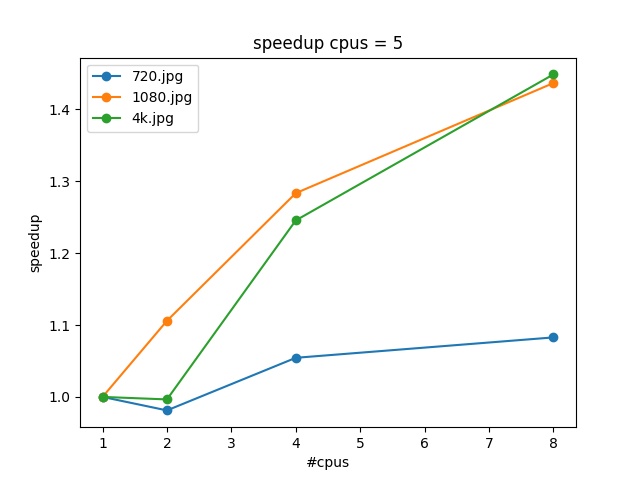 speedup cpus = 5
720.jpg
1080.jpg
4k.jpg
speedup
1.4
1.3
1.2
1.1
1.0
1 2 3 4 5 6 7 8
#cpus